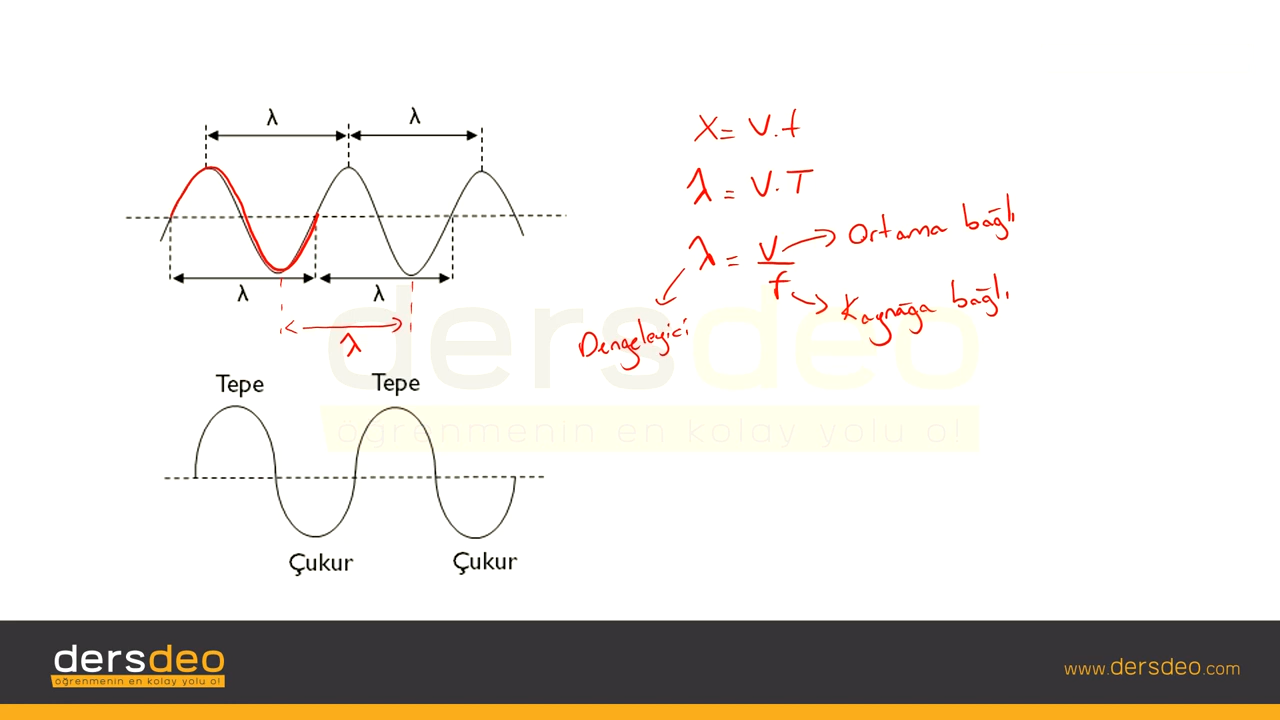 λ
λ
λ
λ
λ
X = V.t
λ = V.T
λ = V/f
Ortama bağlı
Kaynağa bağlı
Dengeleyici
Tepe
Tepe
Çukur
Çukur
dersdeo
öğrenmenin en kolay yolu o!
dersdeo
öğrenmenin en kolay yolu o!
www.dersdeo.com